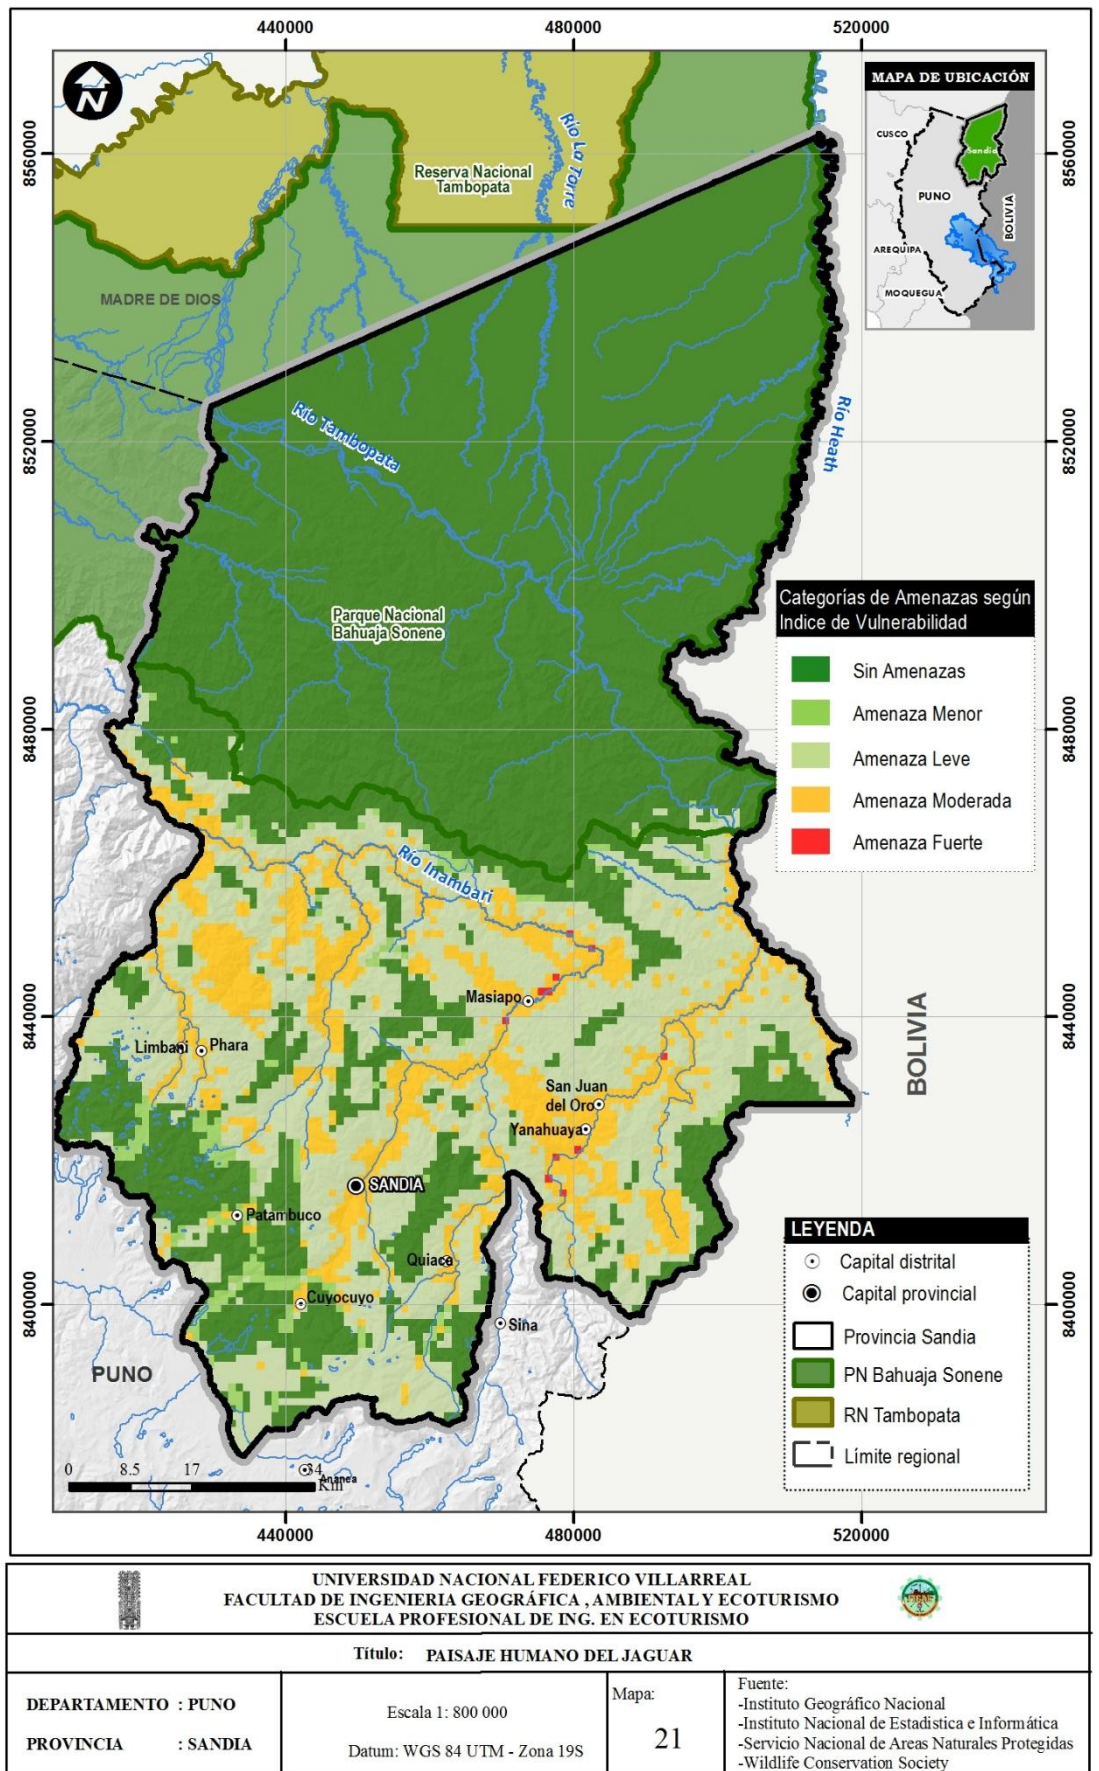 440000
480000
520000
8560000
8520000
8480000
8440000
8400000
8560000
8520000
8480000
8440000
8400000
N
MAPA DE UBICACIÓN
CUSCO
Sandia
PUNO
BOLIVIA
AREQUIPA
MOQUEGUA
Río La Torre
Reserva Nacional
Tambopata
MADRE DE DIOS
Río Tambopata
Río Heath
Parque Nacional
Bahuaja Sonene
Categorías de Amenazas según
Indice de Vulnerabilidad
Sin Amenazas
Amenaza Menor
Amenaza Leve
Amenaza Moderada
Amenaza Fuerte
Río Inambari
Masiapo
Limbani
Phara
San Juan
del Oro
Yanahuaya
SANDIA
Patambuco
Quiaca
Cuyocuyo
Sina
Ananea
BOLIVIA
PUNO
LEYENDA
Capital distrital
Capital provincial
Provincia Sandia
PN Bahuaja Sonene
RN Tambopata
Límite regional
0 8.5 17 34
Km
440000
480000
520000
UNIVERSIDAD NACIONAL FEDERICO VILLARREAL
FACULTAD DE INGENIERIA GEOGRÁFICA , AMBIENTAL Y ECOTURISMO
ESCUELA PROFESIONAL DE ING. EN ECOTURISMO
Título: PAISAJE HUMANO DEL JAGUAR
DEPARTAMENTO : PUNO
PROVINCIA : SANDIA
Escala 1: 800 000
Datum: WGS 84 UTM - Zona 19S
Mapa:
21
Fuente:
-Instituto Geográfico Nacional
-Instituto Nacional de Estadistica e Informática
-Servicio Nacional de Areas Naturales Protegidas
-Wildlife Conservation Society